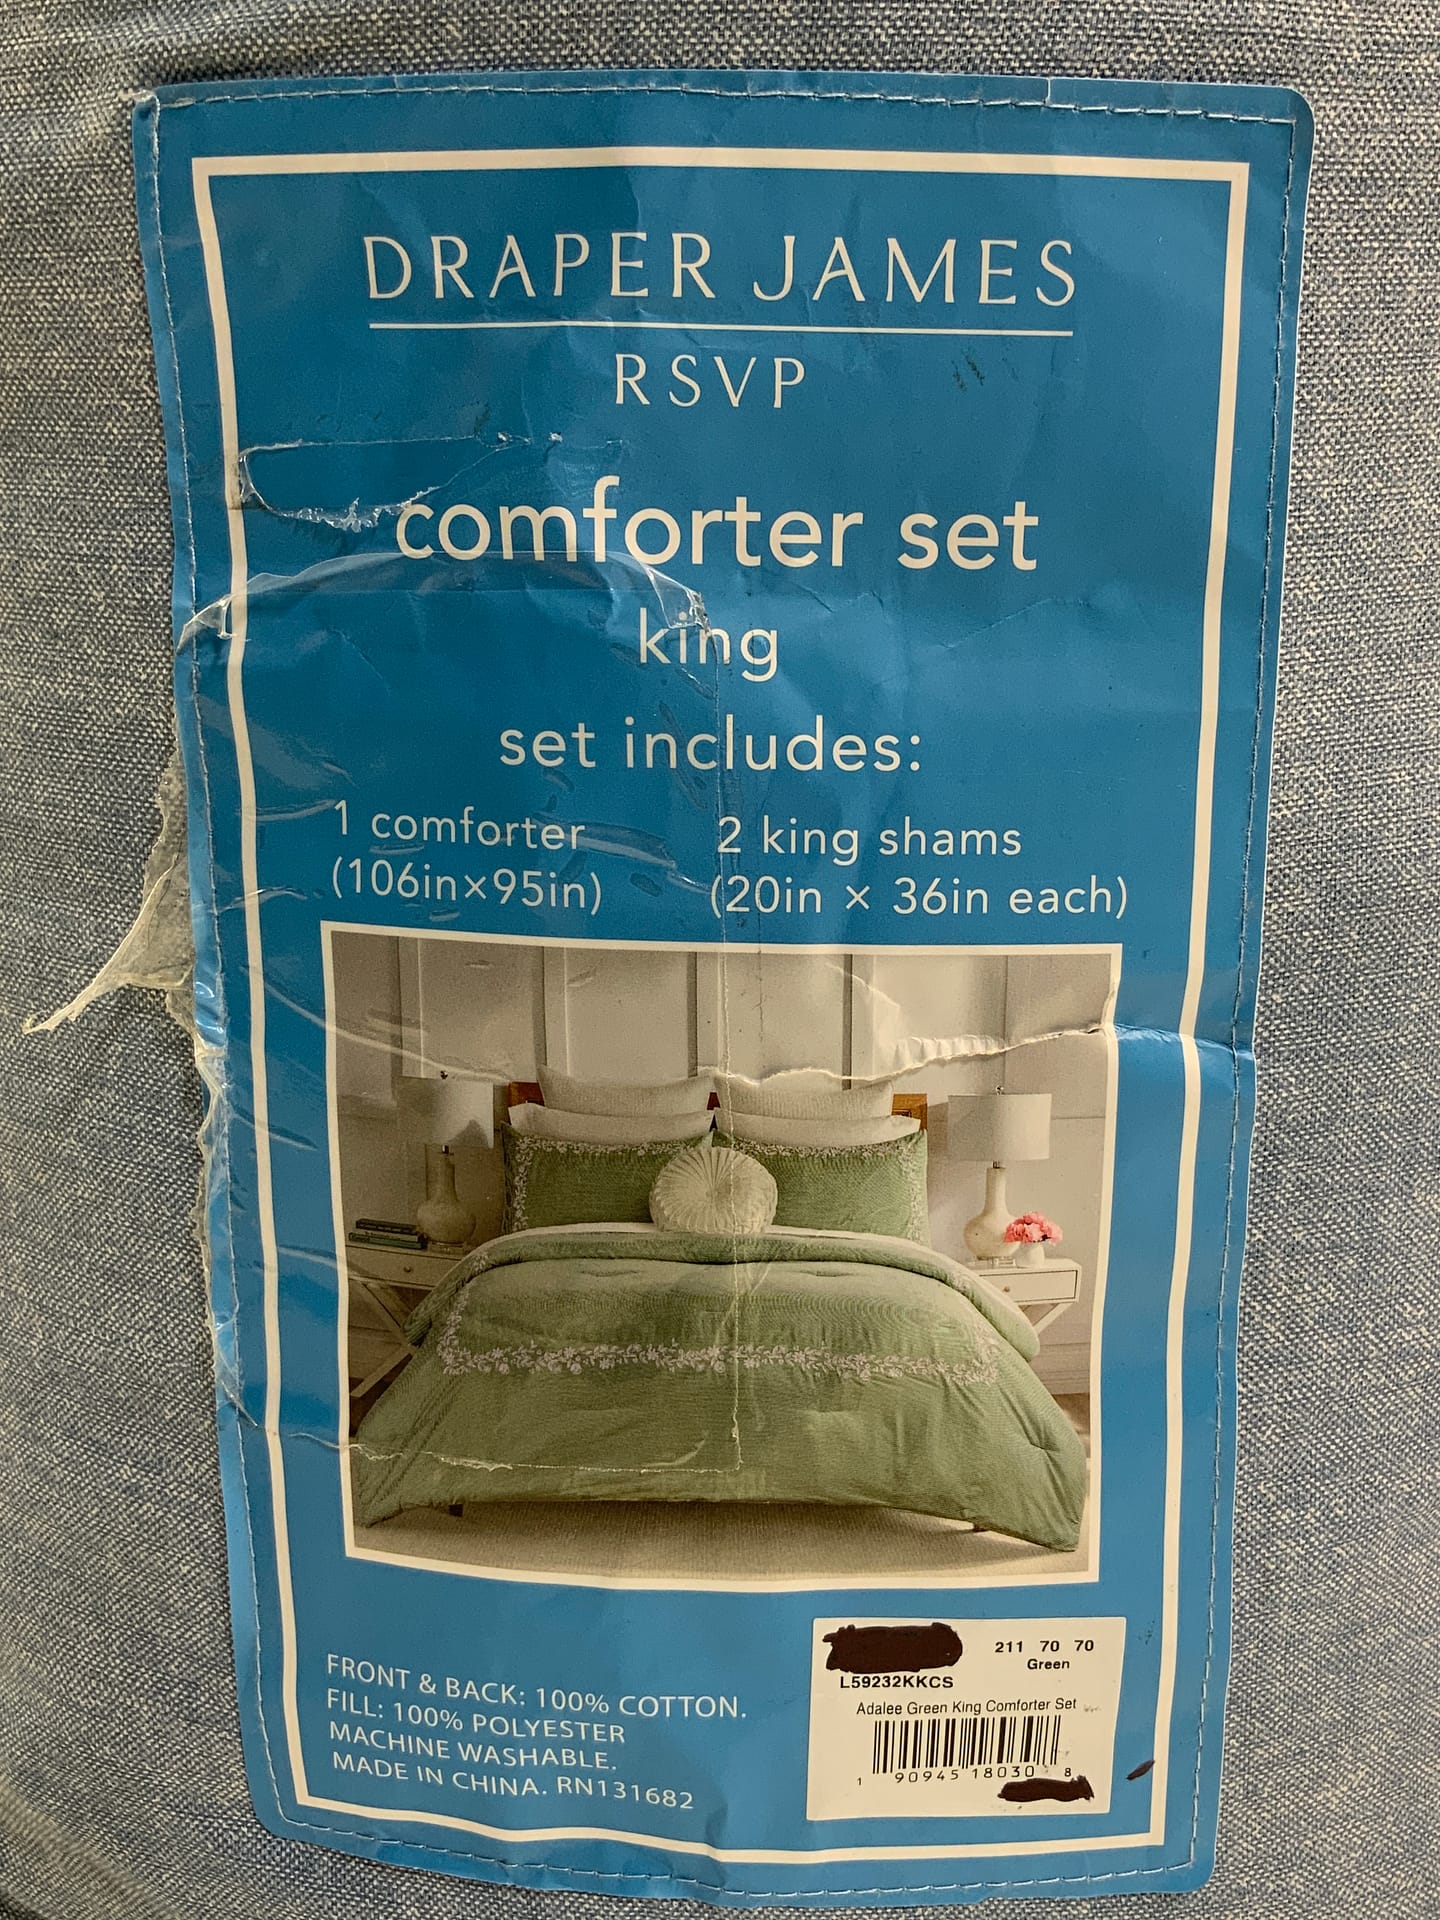 DRAPER JAMES
RSVP
comforter set
king
set includes:
1 comforter
(106in×95in)
2 king shams
(20in × 36in each)
FRONT & BACK: 100% COTTON.
FILL: 100% POLYESTER
MACHINE WASHABLE.
MADE IN CHINA. RN131682
211 70 70
Green
L59232KKCS
Adalee Green King Comforter Set
1 90945 18030 8